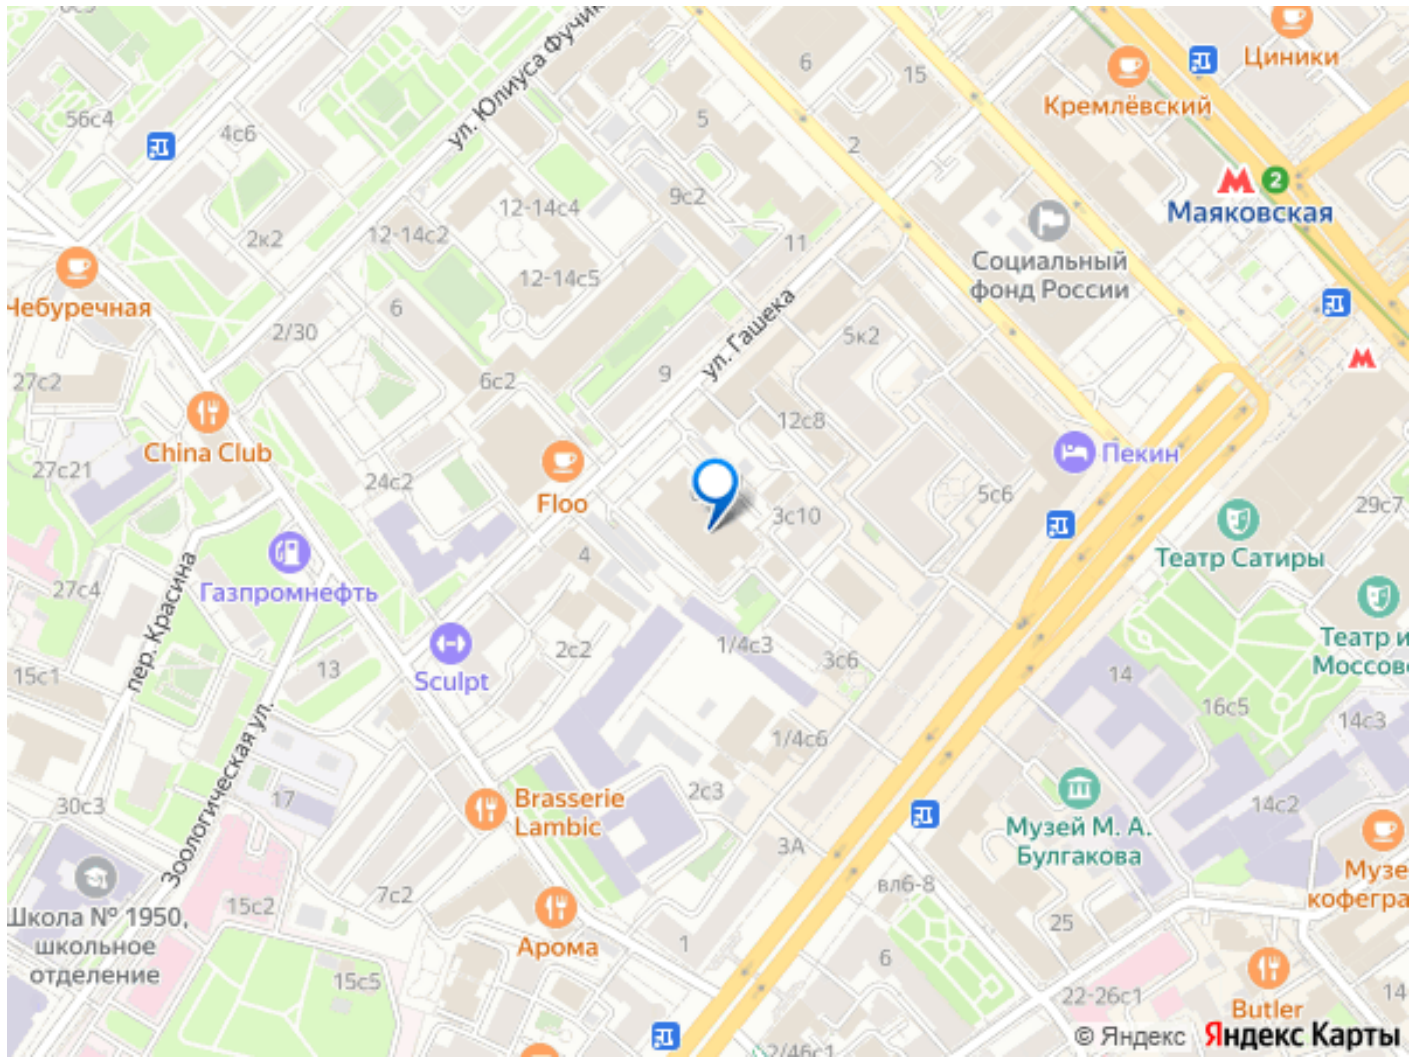 ул. Юлиуса Фучик
6
15
Циники
Кремлёвский
56с4
4с6
5
2
9с2
12-14с4
2
Маяковская
12-14с2
2к2
11
Социальный
фонд России
12-14с5
Чебуречная
6
2/30
ул. Гашека
5к2
27с2
6с2
9
12с8
China Club
27с21
24с2
Floo
Пекин
5с6
3с10
29с7
Театр Сатиры
4
Газпромнефть
27с4
пер. Красина
Театр и
Моссове
15с1
13
Sculpt
2с2
1/4с3
3с6
14
16с5
14с3
Зоологическая ул.
1/4с6
30с3
17
Brasserie
Lambic
2с3
14с2
Музей М. А.
Булгакова
3А
вл6-8
Музе
кофегра
Школа № 1950,
школьное
отделение
15с2
7с2
Арома
1
25
6
15с5
22-26с1
Butler
14
2/46с1
© Яндекс Яндекс Карты